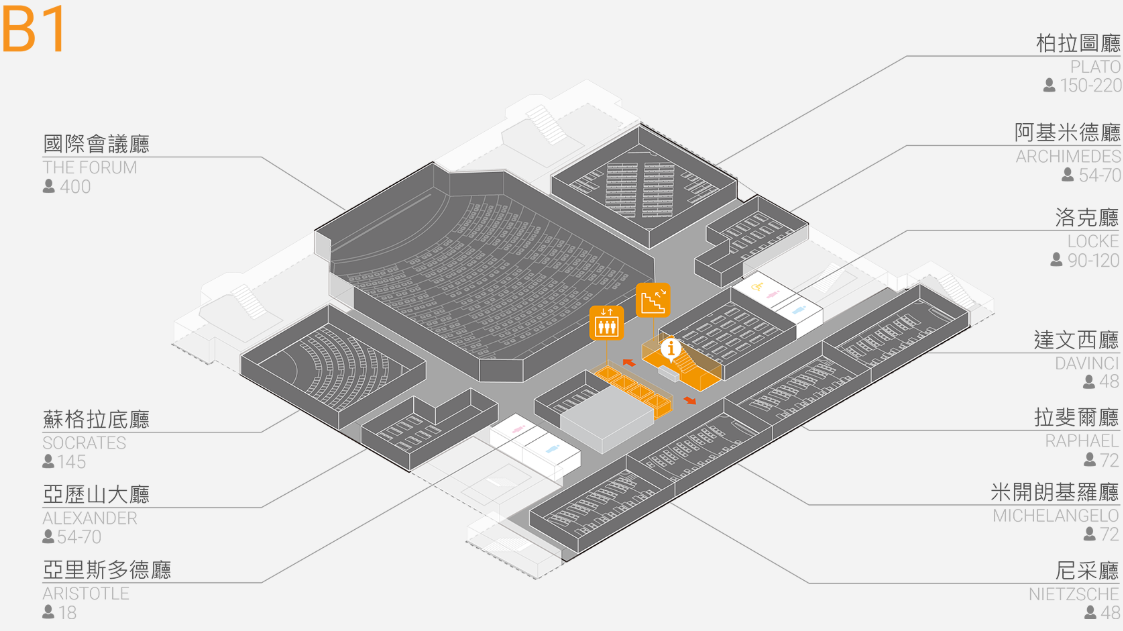 B1
國際會議廳
THE FORUM
400
蘇格拉底廳
SOCRATES
145
亞歷山大廳
ALEXANDER
54-70
亞里斯多德廳
ARISTOTLE
18
柏拉圖廳
PLATO
150-220
阿基米德廳
ARCHIMEDES
54-70
洛克廳
LOCKE
90-120
達文西廳
DAVINCI
48
拉斐爾廳
RAPHAEL
72
米開朗基羅廳
MICHELANGELO
72
尼采廳
NIETZSCHE
48
i